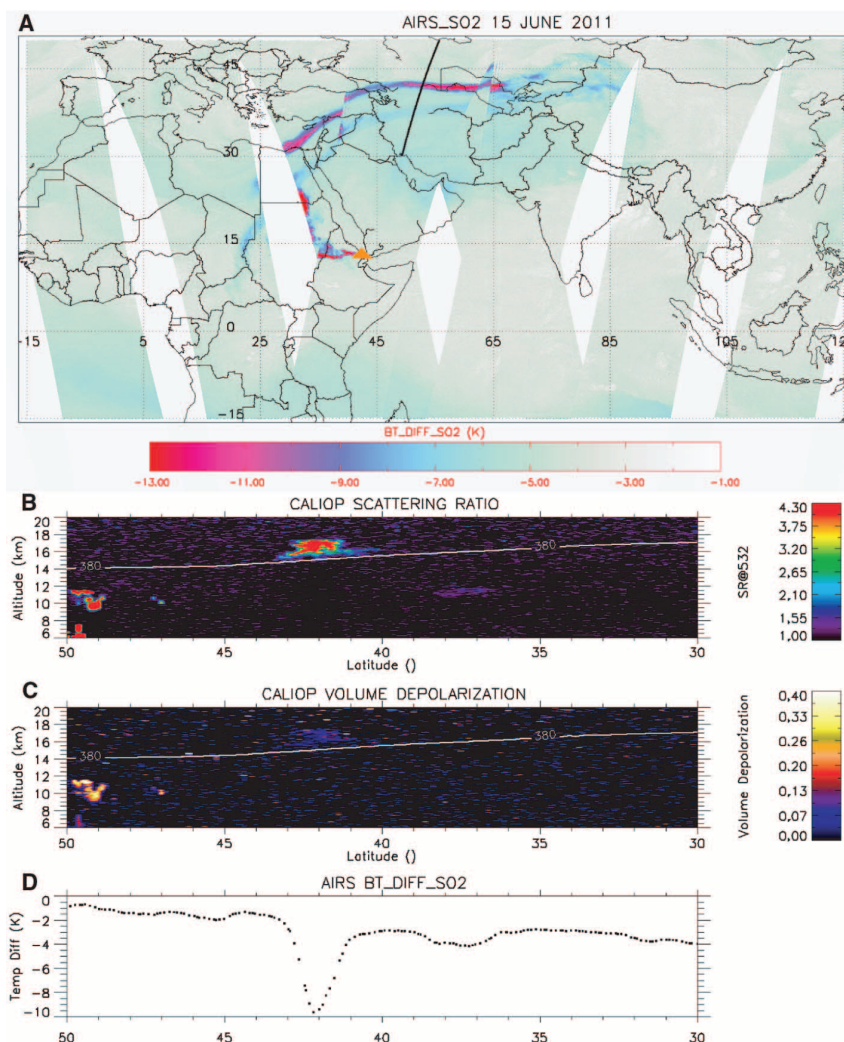 A AIRS_SO2 15 JUNE 2011
45
30
15
0
-15 5 25 45 65 85 105 12
-15
BT_DIFF_SO2 (K)
-13.00 -11.00 -9.00 -7.00 -5.00 -3.00 -1.00
B CALIOP SCATTERING RATIO
Altitude (km)
20
18
16
14
12
10
8
6
380 380
50 45 40 35 30
Latitude ()
SR@532
4.30
3.75
3.20
2.65
2.10
1.55
1.00
C CALIOP VOLUME DEPOLARIZATION
Altitude (km)
20
18
16
14
12
10
8
6
380 380
50 45 40 35 30
Latitude ()
Volume Depolarization
0,40
0,33
0,26
0,20
0,13
0,07
0,00
D AIRS BT_DIFF_SO2
Temp Diff (K)
0
-2
-4
-6
-8
-10
50 45 40 35 30